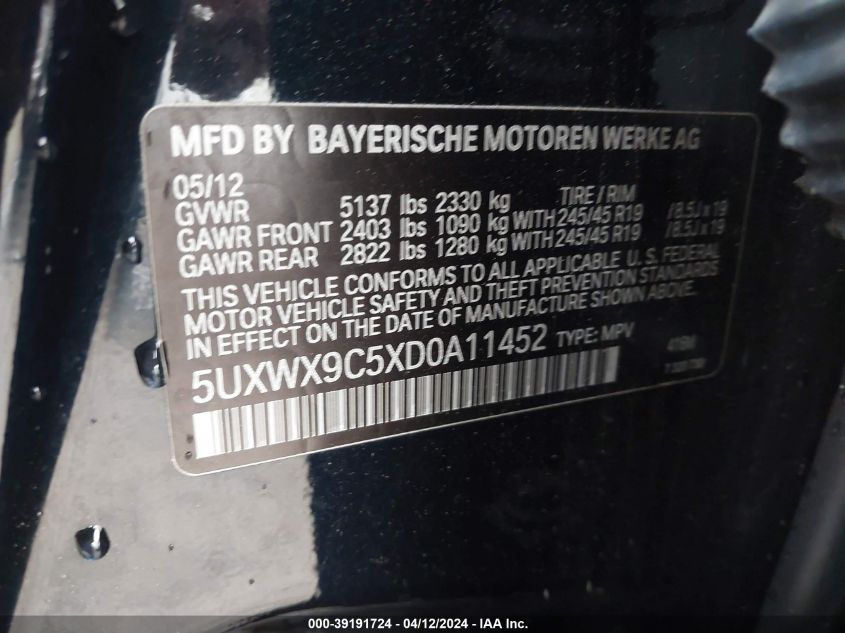 MFD BY BAYERISCHE MOTOREN WERKE AG
05/12 TIRE / RIM
GVWR 5137 lbs 2330 kg
GAWR FRONT 2403 lbs 1090 kg WITH 245/45 R19 / 8.5J x 19
GAWR REAR 2822 lbs 1280 kg WITH 245/45 R19 / 8.5J x 19
THIS VEHICLE CONFORMS TO ALL APPLICABLE U. S. FEDERAL
MOTOR VEHICLE SAFETY AND THEFT PREVENTION STANDARDS
IN EFFECT ON THE DATE OF MANUFACTURE SHOWN ABOVE.
5UXWX9C5XD0A11452 TYPE: MPV
000-39191724 - 04/12/2024 - IAA Inc.